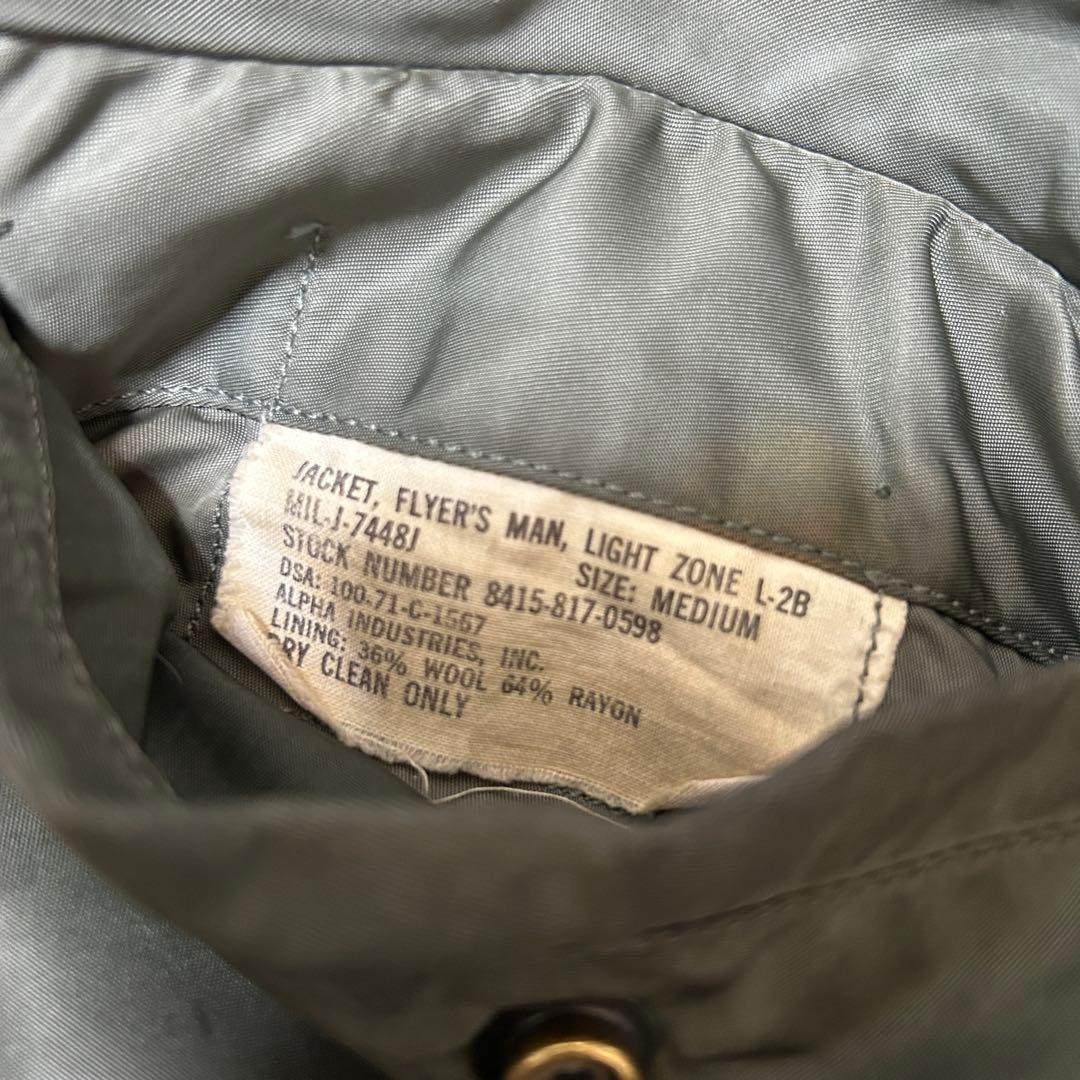 JACKET, FLYER'S MAN, LIGHT ZONE L-2B
MIL-J-7448J SIZE: MEDIUM
STOCK NUMBER 8415-817-0598
DSA: 100-71-C-1567
ALPHA INDUSTRIES, INC.
LINING: 36% WOOL 64% RAYON
DRY CLEAN ONLY